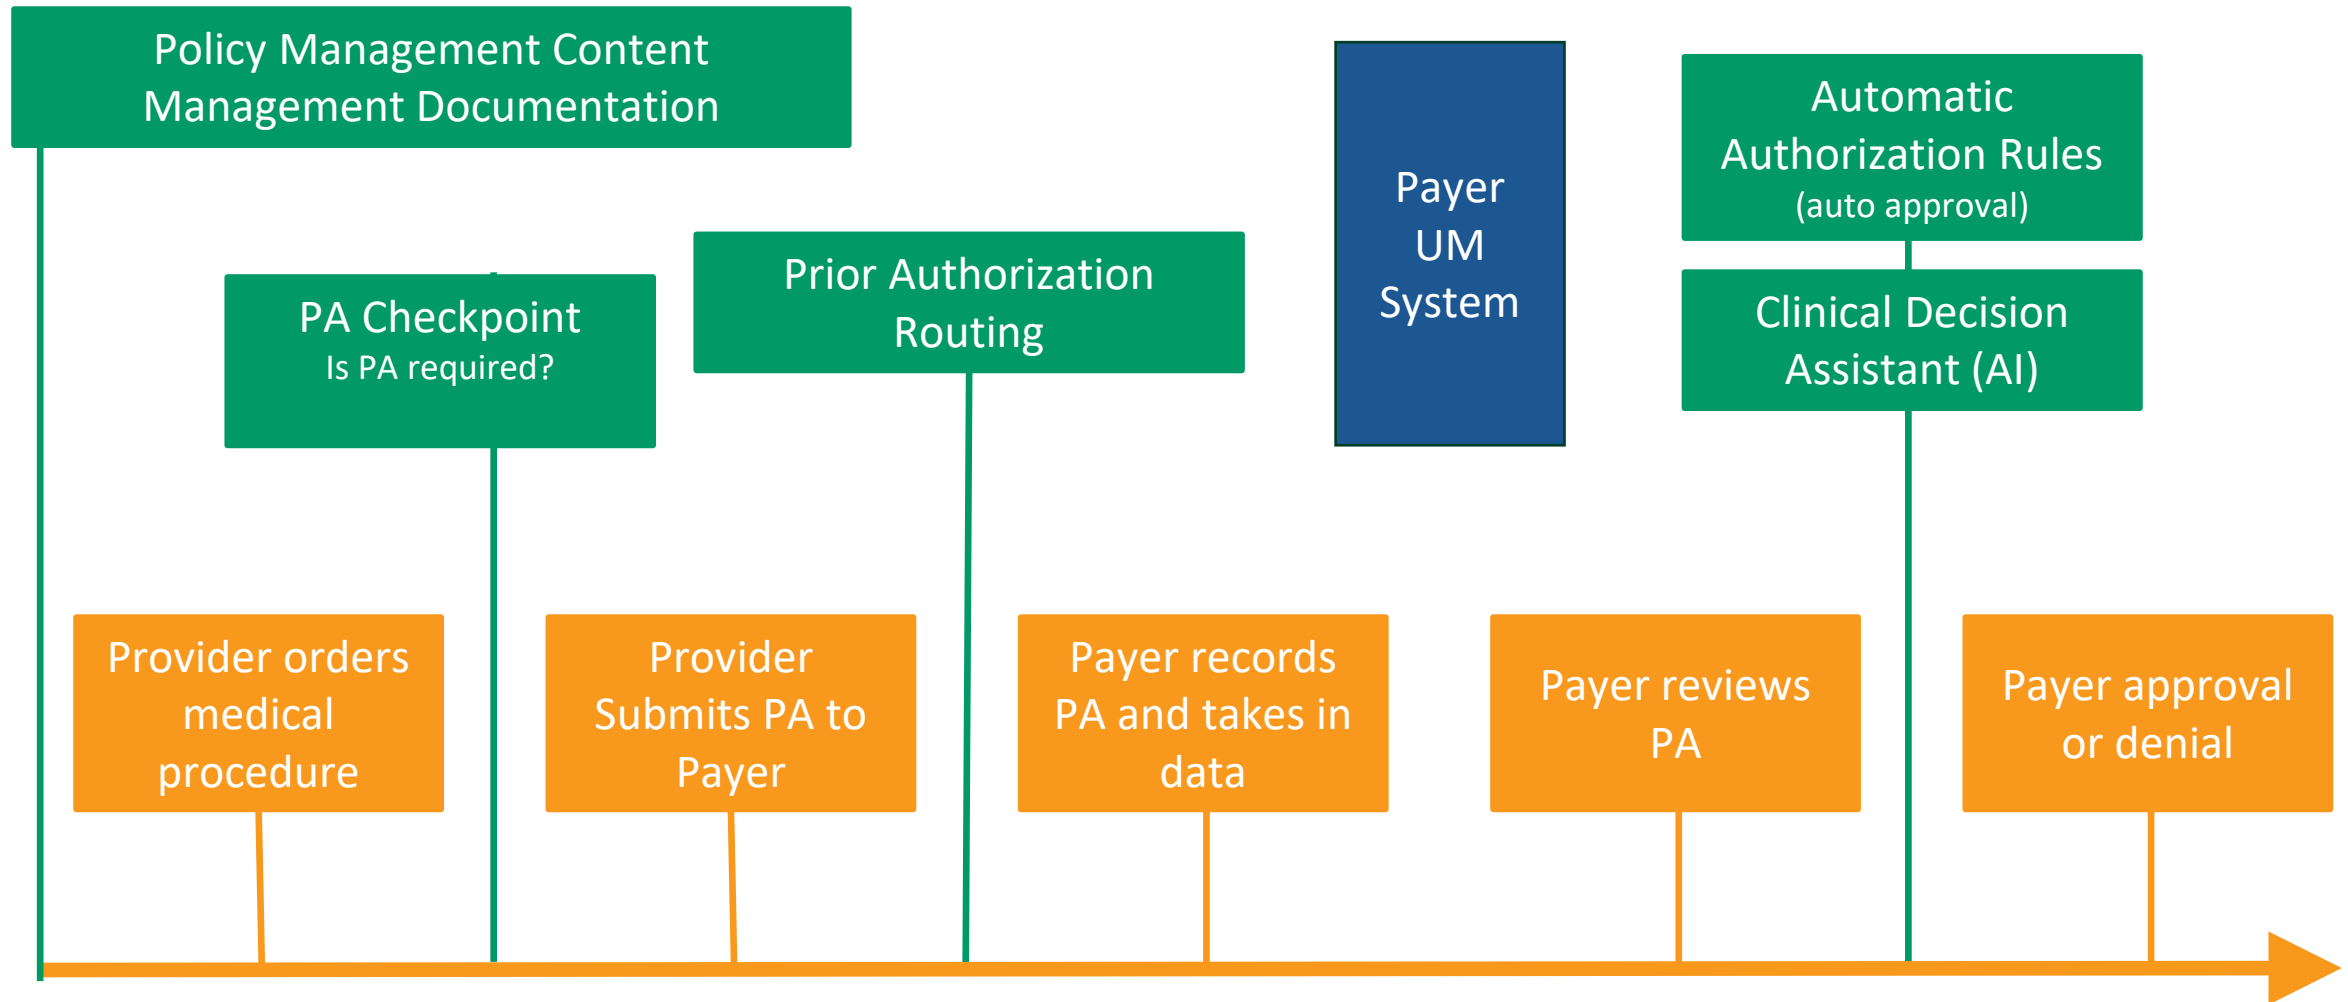 Policy Management Content
Management Documentation
PA Checkpoint
Is PA required?
Prior Authorization
Routing
Payer
UM
System
Automatic
Authorization Rules
(auto approval)
Clinical Decision
Assistant (AI)
Provider orders
medical
procedure
Provider
Submits PA to
Payer
Payer records
PA and takes in
data
Payer reviews
PA
Payer approval
or denial